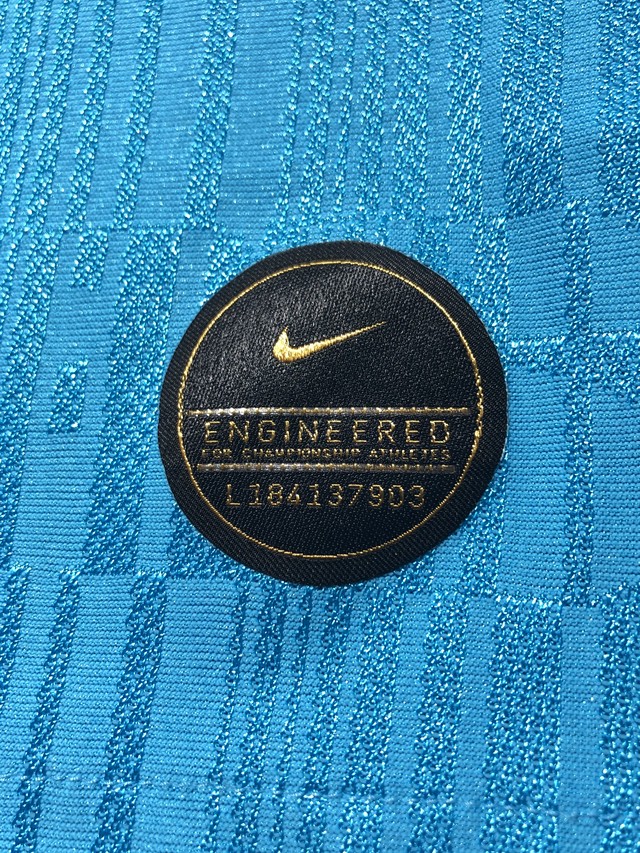 ENGINEERED
FOR CHAMPIONSHIP ATHLETES
L184137903